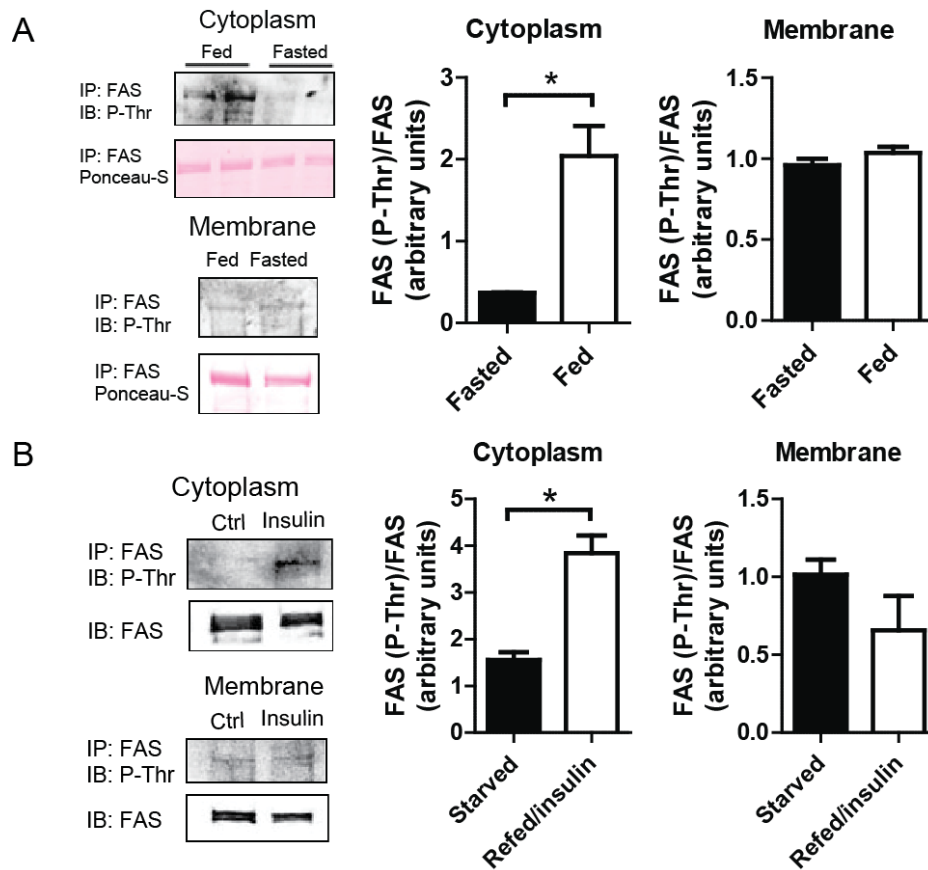 A
Cytoplasm
Fed Fasted
IP: FAS
IB: P-Thr
IP: FAS
Ponceau-S
Membrane
Fed Fasted
IP: FAS
IB: P-Thr
IP: FAS
Ponceau-S
Cytoplasm
FAS (P-Thr)/FAS
(arbitrary units)
3
2
1
0
*
Fasted
Fed
Membrane
FAS (P-Thr)/FAS
(arbitrary units)
1.5
1.0
0.5
0.0
Fasted
Fed
B
Cytoplasm
Ctrl Insulin
IP: FAS
IB: P-Thr
IB: FAS
Membrane
Ctrl Insulin
IP: FAS
IB: P-Thr
IB: FAS
Cytoplasm
FAS (P-Thr)/FAS
(arbitrary units)
5
4
3
2
1
0
*
Starved
Refed/insulin
Membrane
FAS (P-Thr)/FAS
(arbitrary units)
1.5
1.0
0.5
0.0
Starved
Refed/insulin